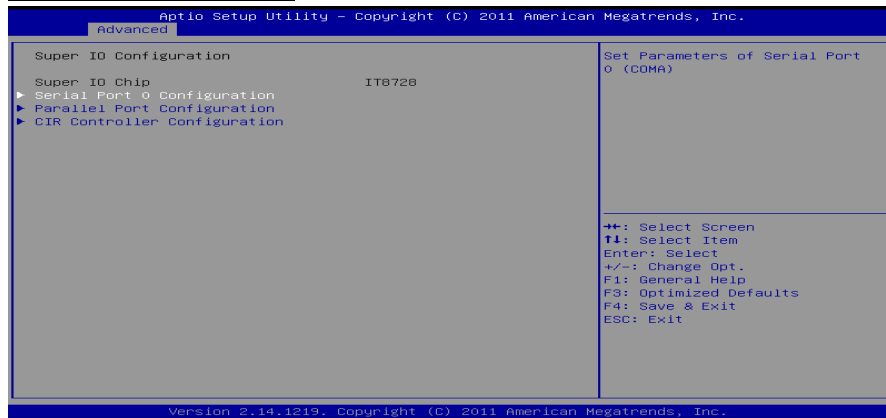 Aptio Setup Utility – Copyright (C) 2011 American Megatrends, Inc.
Advanced
Super IO Configuration
Super IO Chip IT8728
► Serial Port 0 Configuration
► Parallel Port Configuration
► CIR Controller Configuration
Set Parameters of Serial Port
0 (COMA)
→←: Select Screen
↑↓: Select Item
Enter: Select
+/-: Change Opt.
F1: General Help
F3: Optimized Defaults
F4: Save & Exit
ESC: Exit
Version 2.14.1219. Copyright (C) 2011 American Megatrends, Inc.